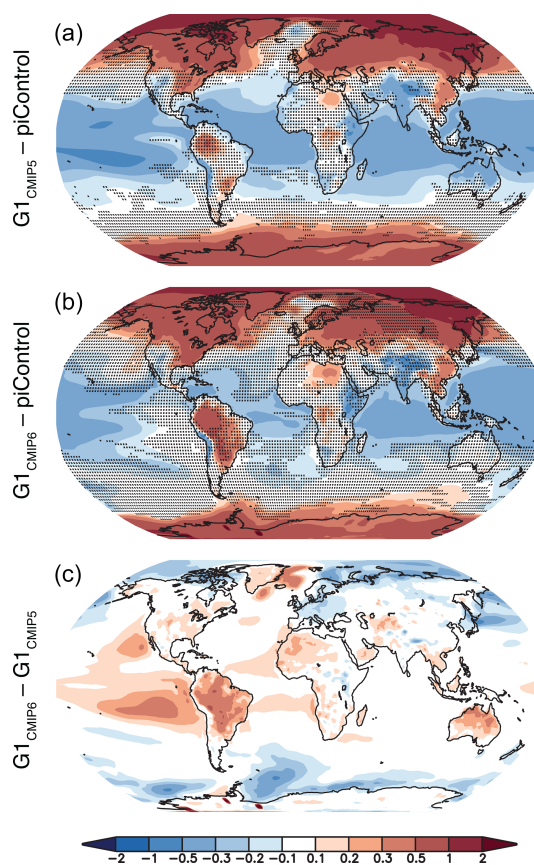 (a)
G1CMIP5 – piControl
(b)
G1CMIP6 – piControl
(c)
G1CMIP6 – G1CMIP5
-2 -1 -0.5 -0.3 -0.2 -0.1 0.1 0.2 0.3 0.5 1 2